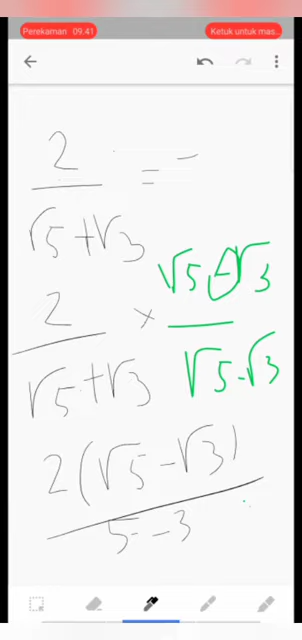 Perekaman 09.41 Ketuk untuk mas..
2/(√5+√3) = -
2/(√5+√3) × (√5-√3)/(√5-√3)
2(√5-√3)/(5-3)